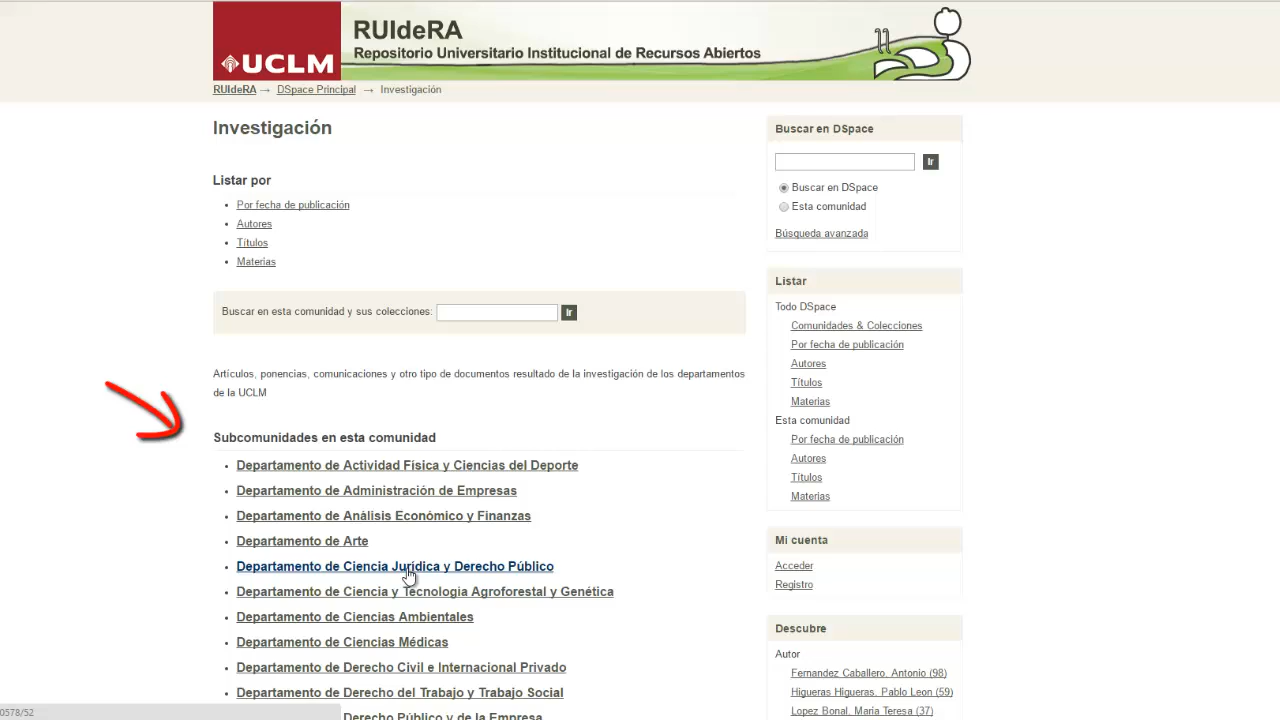 RUIdeRA
Repositorio Universitario Institucional de Recursos Abiertos
UCLM
RUIdeRA → DSpace Principal → Investigación
Investigación
Listar por
Por fecha de publicación
Autores
Títulos
Materias
Buscar en esta comunidad y sus colecciones: Ir
Artículos, ponencias, comunicaciones y otro tipo de documentos resultado de la investigación de los departamentos
de la UCLM
Subcomunidades en esta comunidad
Departamento de Actividad Física y Ciencias del Deporte
Departamento de Administración de Empresas
Departamento de Análisis Económico y Finanzas
Departamento de Arte
Departamento de Ciencia Jurídica y Derecho Público
Departamento de Ciencia y Tecnología Agroforestal y Genética
Departamento de Ciencias Ambientales
Departamento de Ciencias Médicas
Departamento de Derecho Civil e Internacional Privado
Departamento de Derecho del Trabajo y Trabajo Social
Derecho Público y de la Empresa
0578/52
Buscar en DSpace
Ir
Buscar en DSpace
Esta comunidad
Búsqueda avanzada
Listar
Todo DSpace
Comunidades & Colecciones
Por fecha de publicación
Autores
Títulos
Materias
Esta comunidad
Por fecha de publicación
Autores
Títulos
Materias
Mi cuenta
Acceder
Registro
Descubre
Autor
Fernandez Caballero, Antonio (98)
Higueras Higueras, Pablo Leon (59)
Lopez Bonal, Maria Teresa (37)